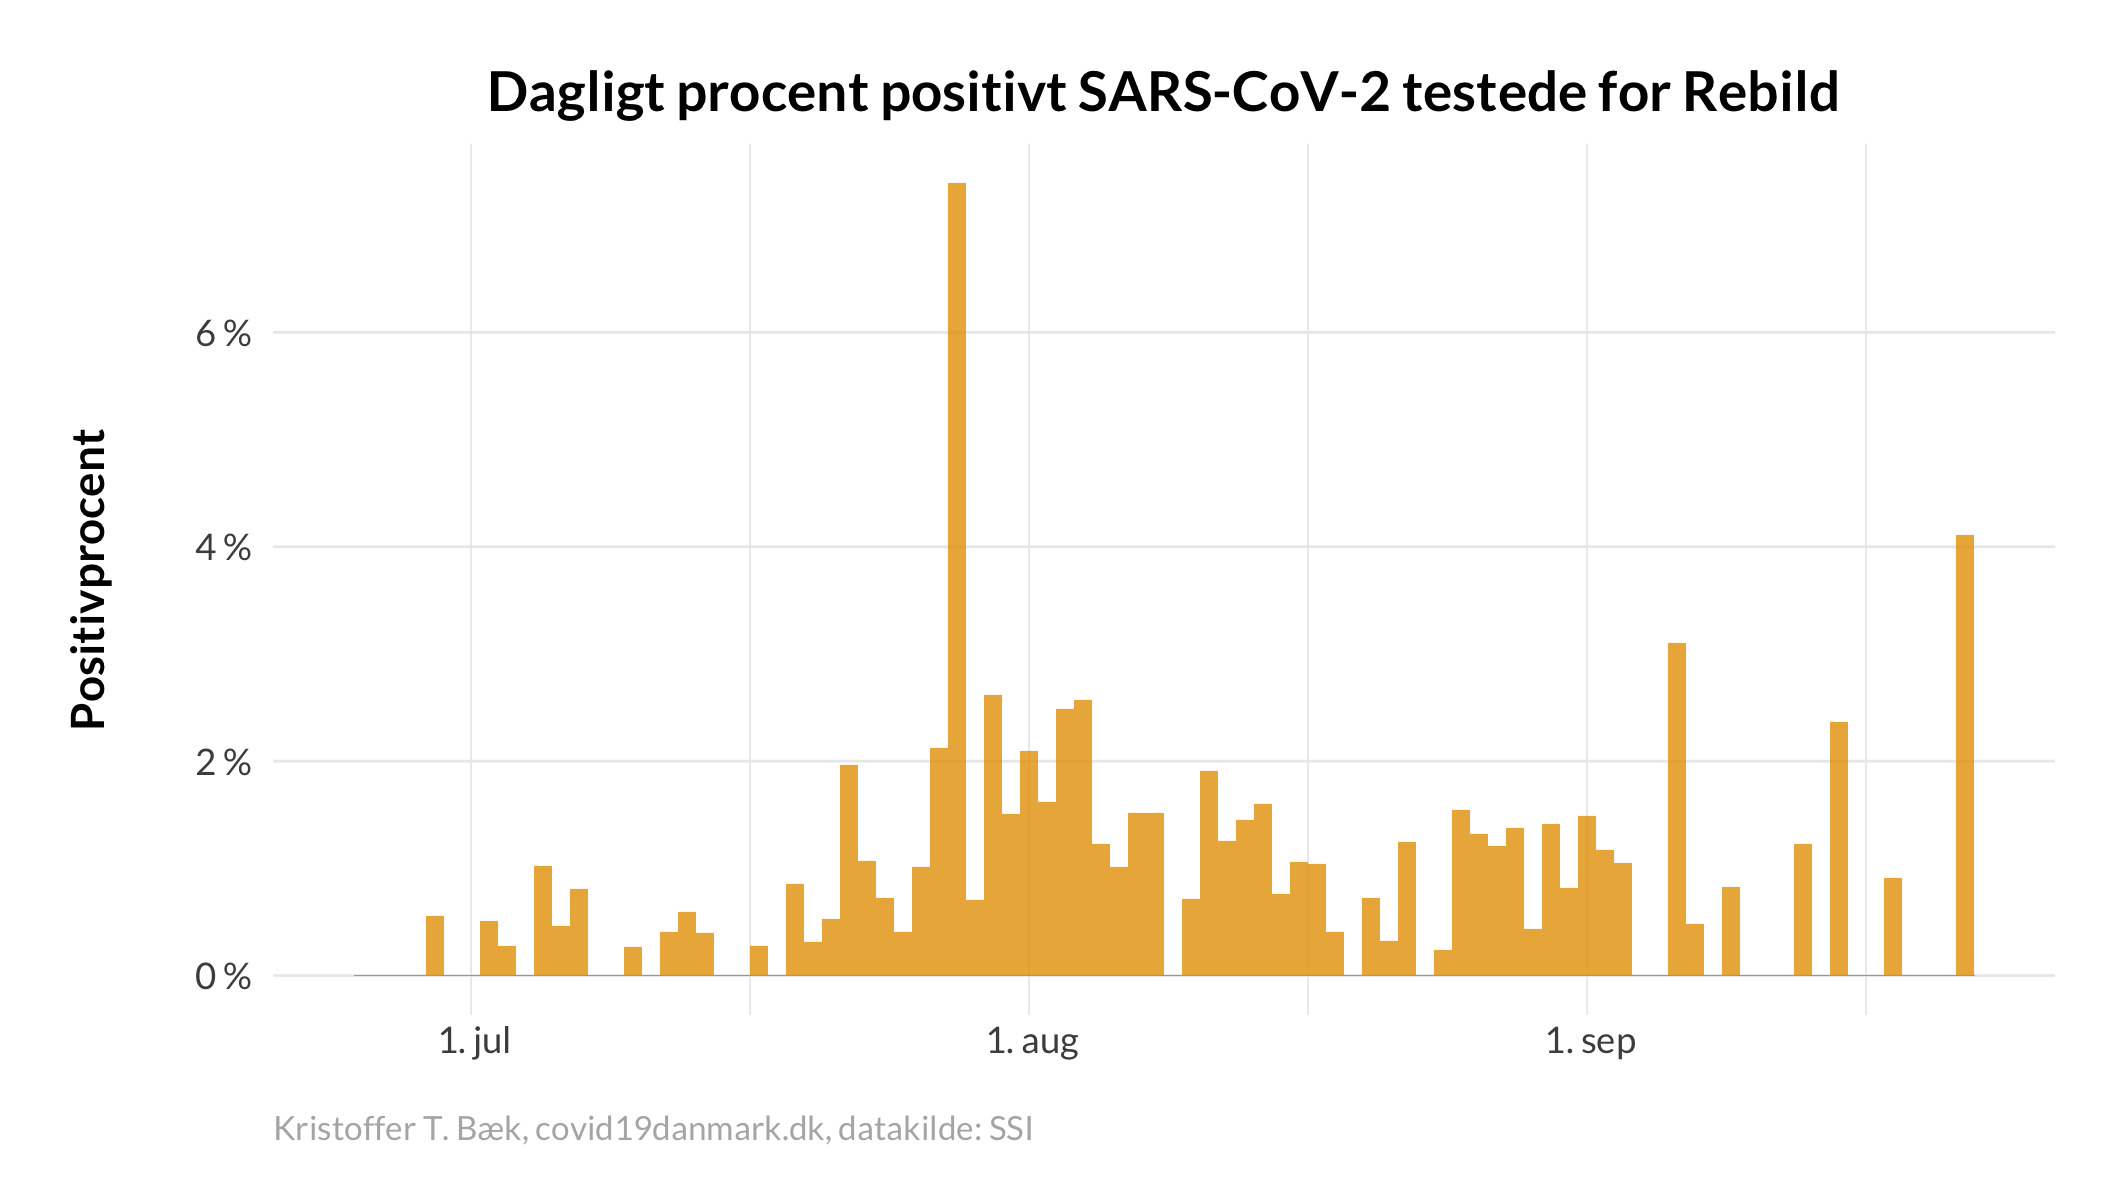 Dagligt procent positivt SARS-CoV-2 testede for Rebild
Positivprocent
6 %
4 %
2 %
0 %
1. jul
1. aug
1. sep
Kristoffer T. Bæk, covid19danmark.dk, datakilde: SSI